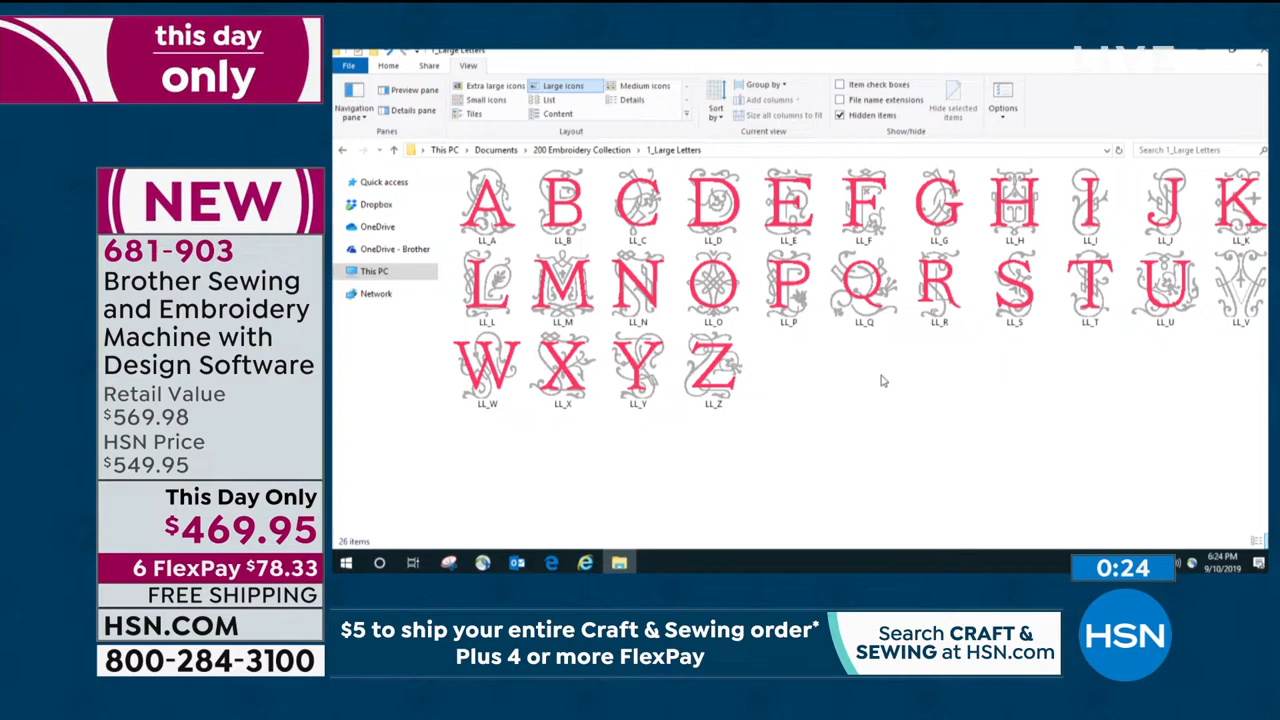 this day
only
NEW
681-903
Brother Sewing
and Embroidery
Machine with
Design Software
Retail Value
$569.98
HSN Price
$549.95
This Day Only
$469.95
6 FlexPay $78.33
FREE SHIPPING
HSN.COM
800-284-3100
LIVE
1_Large Letters
File Home Share View
Navigation pane
Preview pane
Details pane
Panes
Extra large icons Large icons Medium icons
Small icons List Details
Tiles Content
Layout
Sort by
Group by
Add columns
Size all columns to fit
Current view
Item check boxes
File name extensions
Hidden items
Hide selected items
Show/hide
Options
This PC > Documents > 200 Embroidery Collection > 1_Large Letters
Search 1_Large Letters
Quick access
Dropbox
OneDrive
OneDrive - Brother
This PC
Network
A B C D E F G H I J K
LL_A LL_B LL_C LL_D LL_E LL_F LL_G LL_H LL_I LL_J LL_K
L M N O P Q R S T U V
LL_L LL_M LL_N LL_O LL_P LL_Q LL_R LL_S LL_T LL_U LL_V
W X Y Z
LL_W LL_X LL_Y LL_Z
26 items
6:24 PM
9/10/2019
0:24
$5 to ship your entire Craft & Sewing order*
Plus 4 or more FlexPay
Search CRAFT &
SEWING at HSN.com
HSN